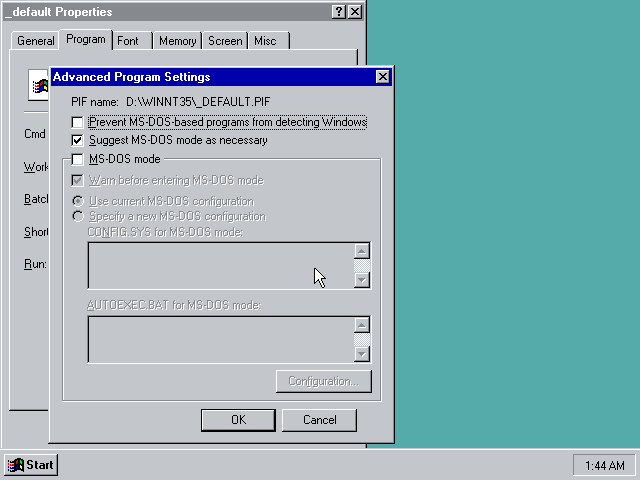 _default Properties
General Program Font Memory Screen Misc
Advanced Program Settings
PIF name: D:\WINNT35\_DEFAULT.PIF
Prevent MS-DOS-based programs from detecting Windows
Suggest MS-DOS mode as necessary
MS-DOS mode
Warn before entering MS-DOS mode
Use current MS-DOS configuration
Specify a new MS-DOS configuration
CONFIG.SYS for MS-DOS mode:
AUTOEXEC.BAT for MS-DOS mode:
Configuration...
OK Cancel
Cmd
Work
Batch
Short
Run:
Start
1:44 AM